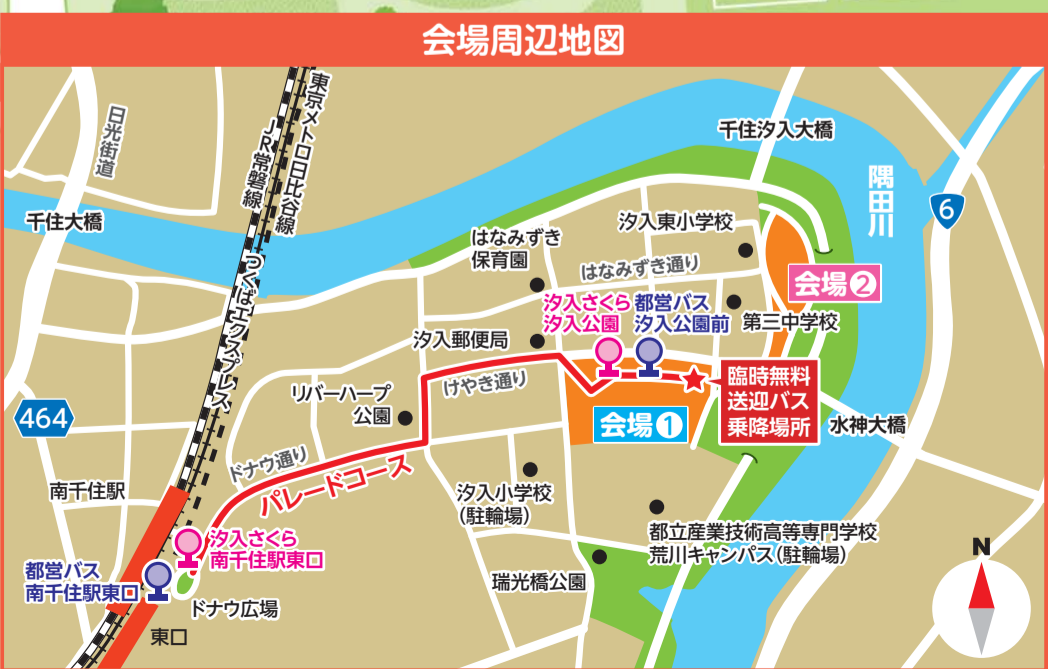 会場周辺地図
日光街道
東京メトロ日比谷線
JR常磐線
つくばエクスプレス
千住大橋
千住汐入大橋
隅田川
6
汐入東小学校
はなみずき
保育園
はなみずき通り
会場❷
汐入さくら
汐入公園
都営バス
汐入公園前
第三中学校
汐入郵便局
けやき通り
リバーハープ
公園
臨時無料
送迎バス
乗降場所
会場❶
水神大橋
464
ドナウ通り
パレードコース
南千住駅
汐入小学校
（駐輪場）
都立産業技術高等専門学校
荒川キャンパス（駐輪場）
汐入さくら
南千住駅東口
都営バス
南千住駅東口
瑞光橋公園
ドナウ広場
東口
N